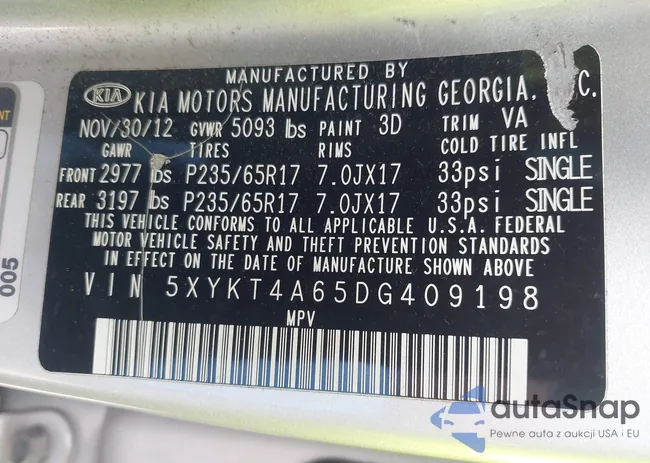 MANUFACTURED BY
KIA KIA MOTORS MANUFACTURING GEORGIA, C.
NOV/30/12 GVWR 5093 lbs PAINT 3D TRIM VA
GAWR TIRES RIMS COLD TIRE INFL
FRONT 2977 lbs P235/65R17 7.0JX17 33psi SINGLE
REAR 3197 lbs P235/65R17 7.0JX17 33psi SINGLE
THIS VEHICLE CONFORMS TO ALL APPLICABLE U.S.A. FEDERAL
MOTOR VEHICLE SAFETY AND THEFT PREVENTION STANDARDS
IN EFFECT ON THE DATE OF MANUFACTURE SHOWN ABOVE
VIN 5XYKT4A65DG409198
MPV
005
autaSnap
Pewne auta z aukcji USA i EU